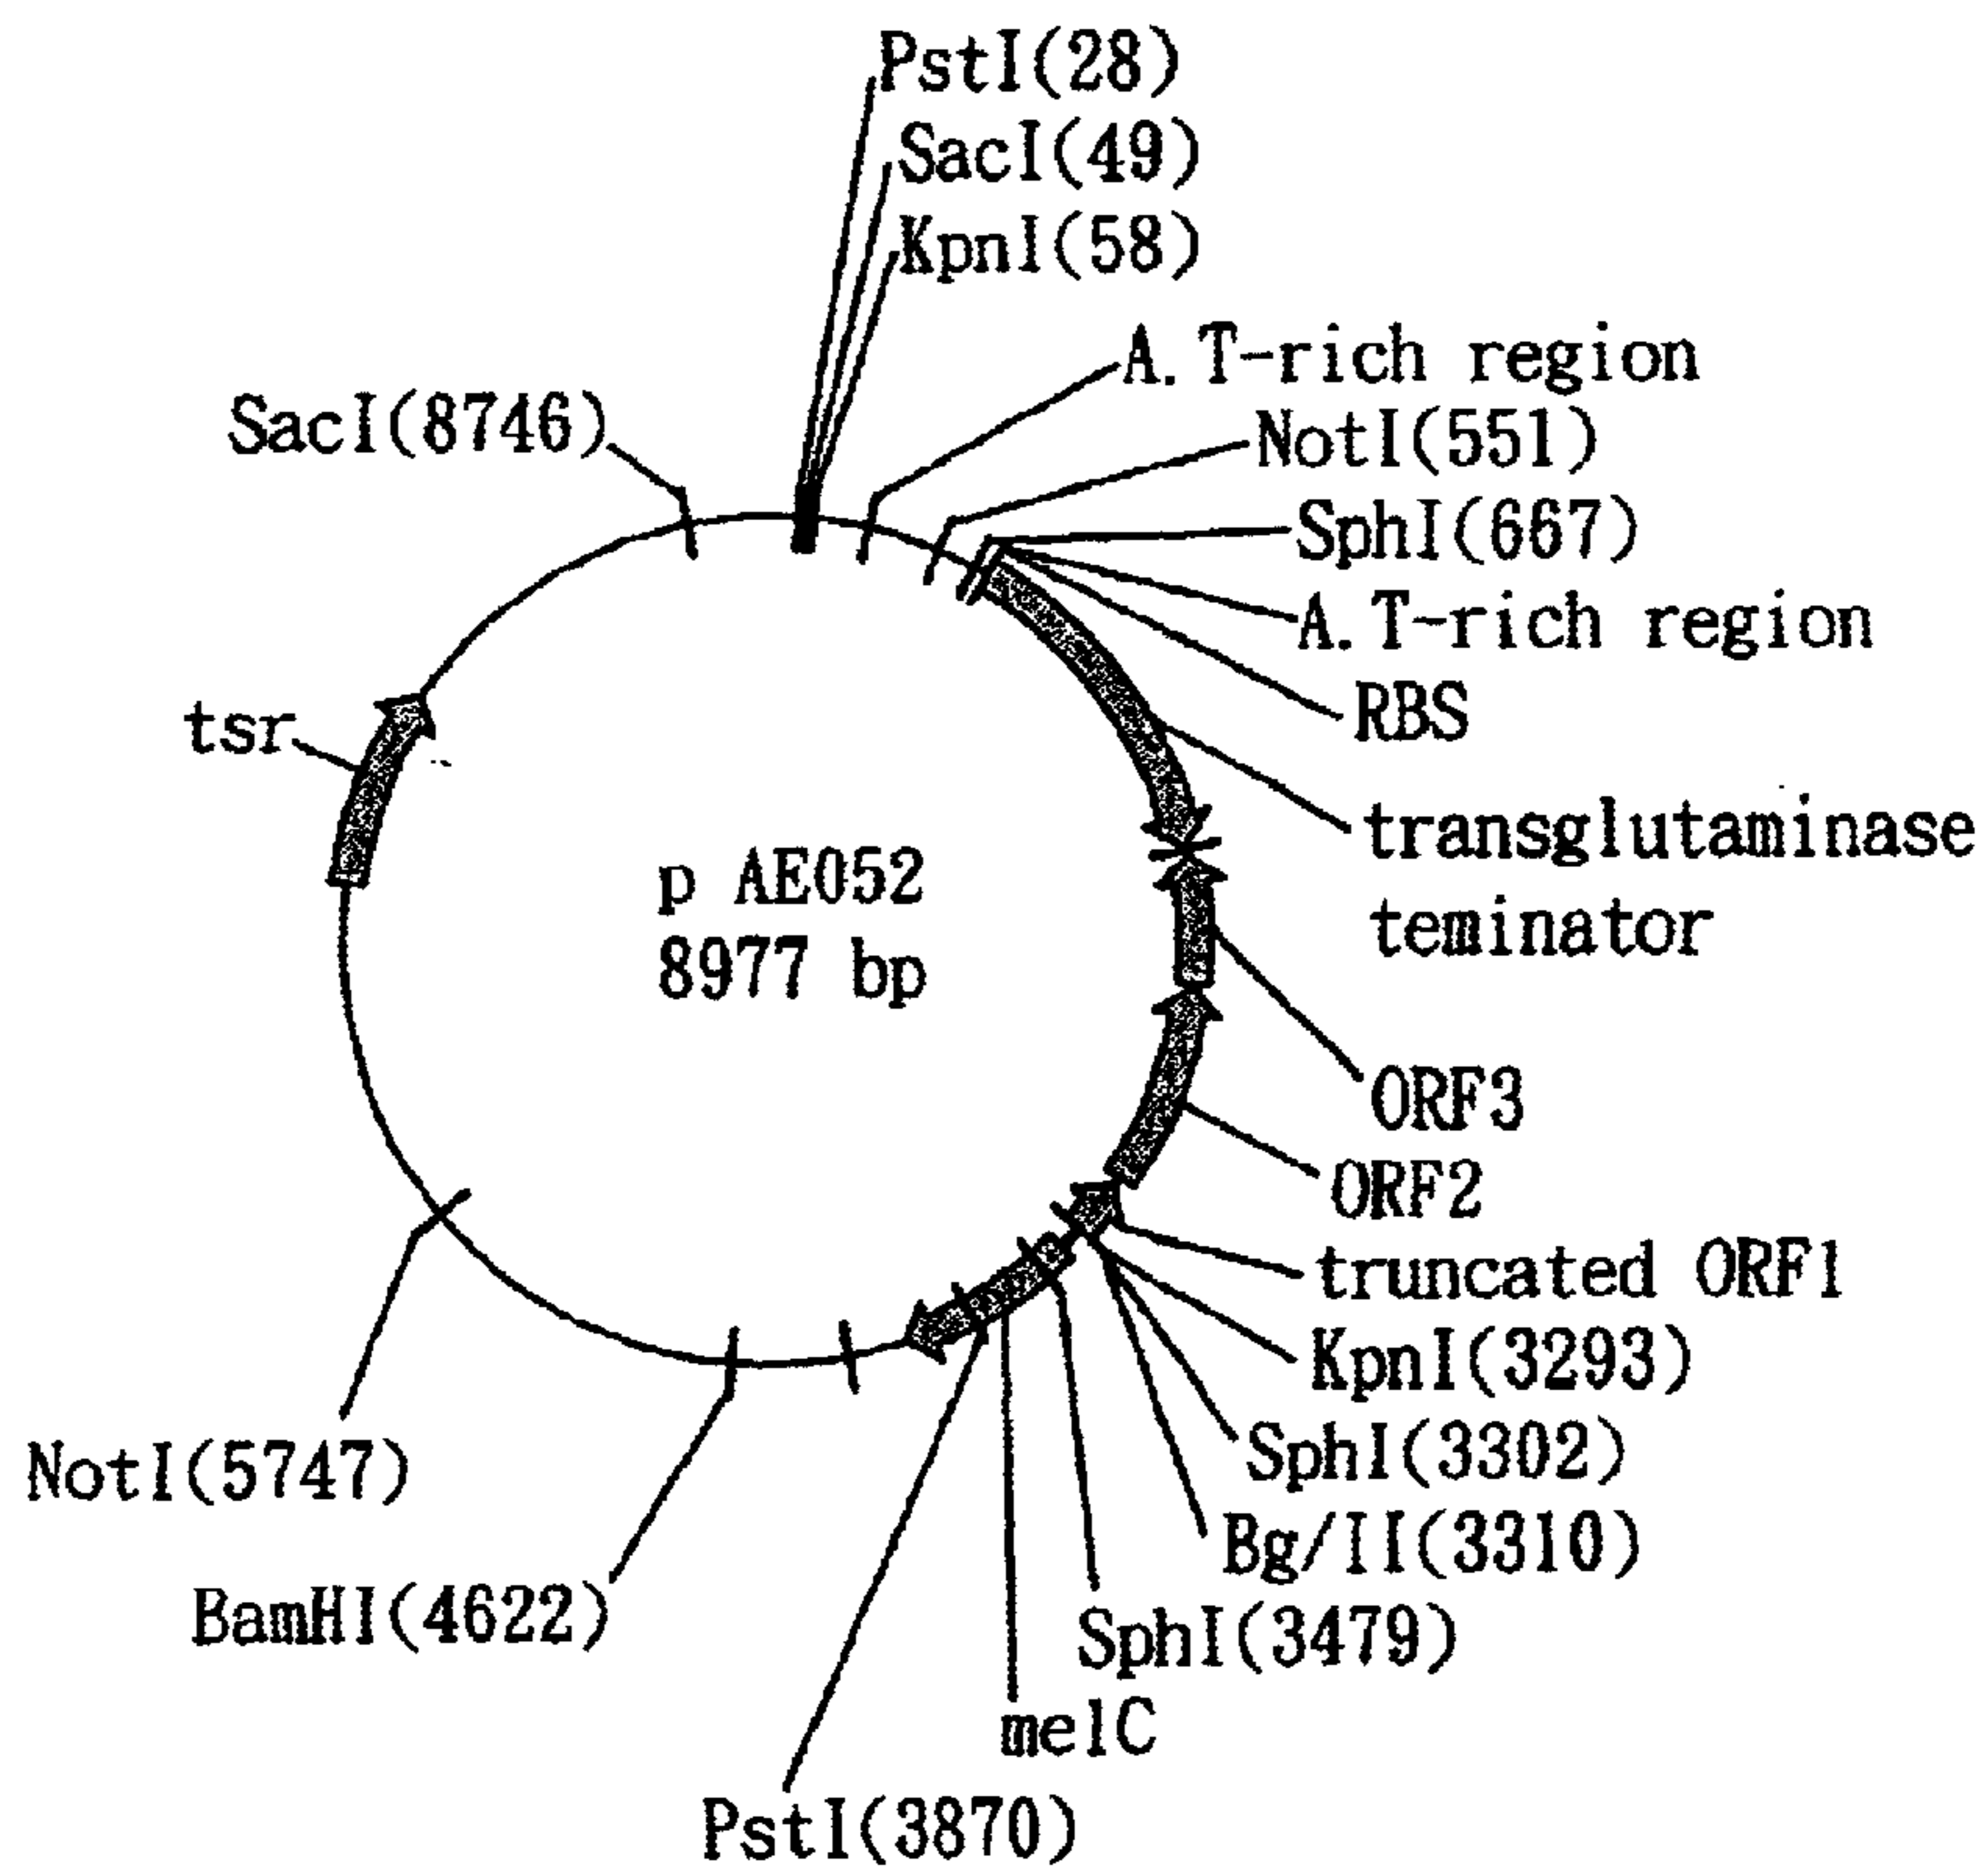 PstI(28)
SacI(49)
KpnI(58)
A.T-rich region
SacI(8746)
NotI(551)
SphI(667)
A.T-rich region
RBS
tsr
transglutaminase
teminator
p AE052
8977 bp
ORF3
ORF2
truncated ORF1
KpnI(3293)
SphI(3302)
Bg/II(3310)
NotI(5747)
BamHI(4622)
SphI(3479)
melC
PstI(3870)